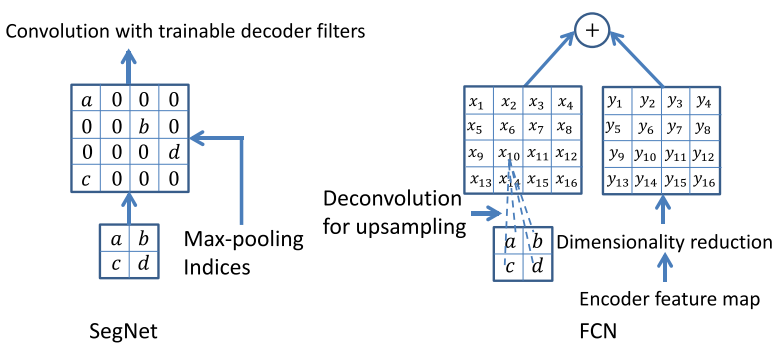 Convolution with trainable decoder filters
a 0 0 0
0 0 b 0
0 0 0 d
c 0 0 0
a b
c d
Max-pooling
Indices
SegNet
+
x₁ x₂ x₃ x₄
x₅ x₆ x₇ x₈
x₉ x₁₀ x₁₁ x₁₂
x₁₃ x₁₄ x₁₅ x₁₆
y₁ y₂ y₃ y₄
y₅ y₆ y₇ y₈
y₉ y₁₀ y₁₁ y₁₂
y₁₃ y₁₄ y₁₅ y₁₆
Deconvolution
for upsampling
a b
c d
Dimensionality reduction
Encoder feature map
FCN